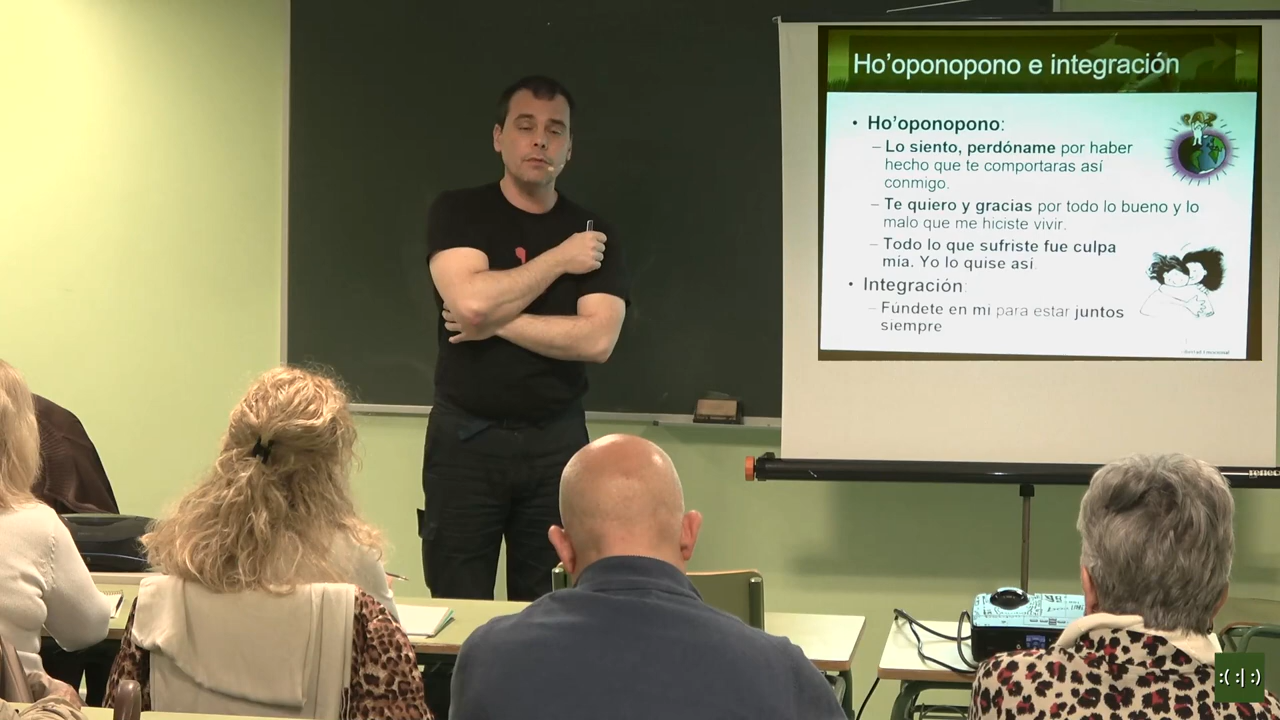 Ho'oponopono e integración
• Ho'oponopono:
– Lo siento, perdóname por haber
hecho que te comportaras así
conmigo.
– Te quiero y gracias por todo lo bueno y lo
malo que me hiciste vivir.
– Todo lo que sufriste fue culpa
mía. Yo lo quise así.
• Integración:
– Fúndete en mi para estar juntos
siempre
:( :| :)